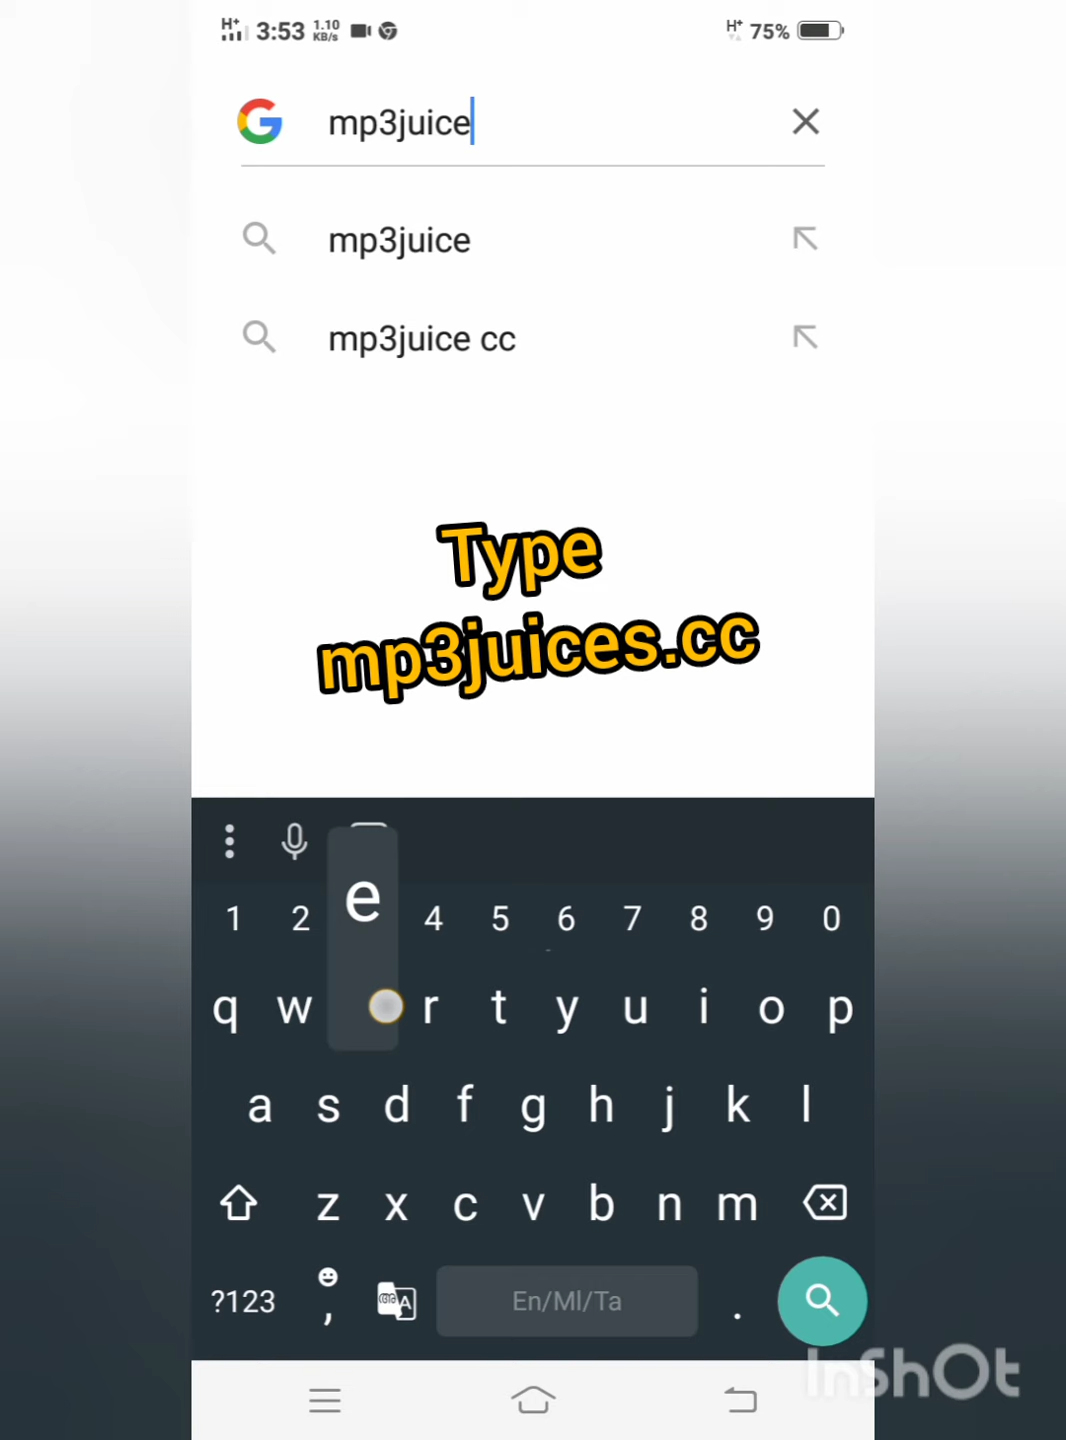 H+ 3:53 1.10 KB/s H+ 75%
mp3juice
mp3juice
mp3juice cc
Type
mp3juices.cc
e
1 2 4 5 6 7 8 9 0
q w r t y u i o p
a s d f g h j k l
z x c v b n m
?123 , അ A En/Ml/Ta .
InShOt